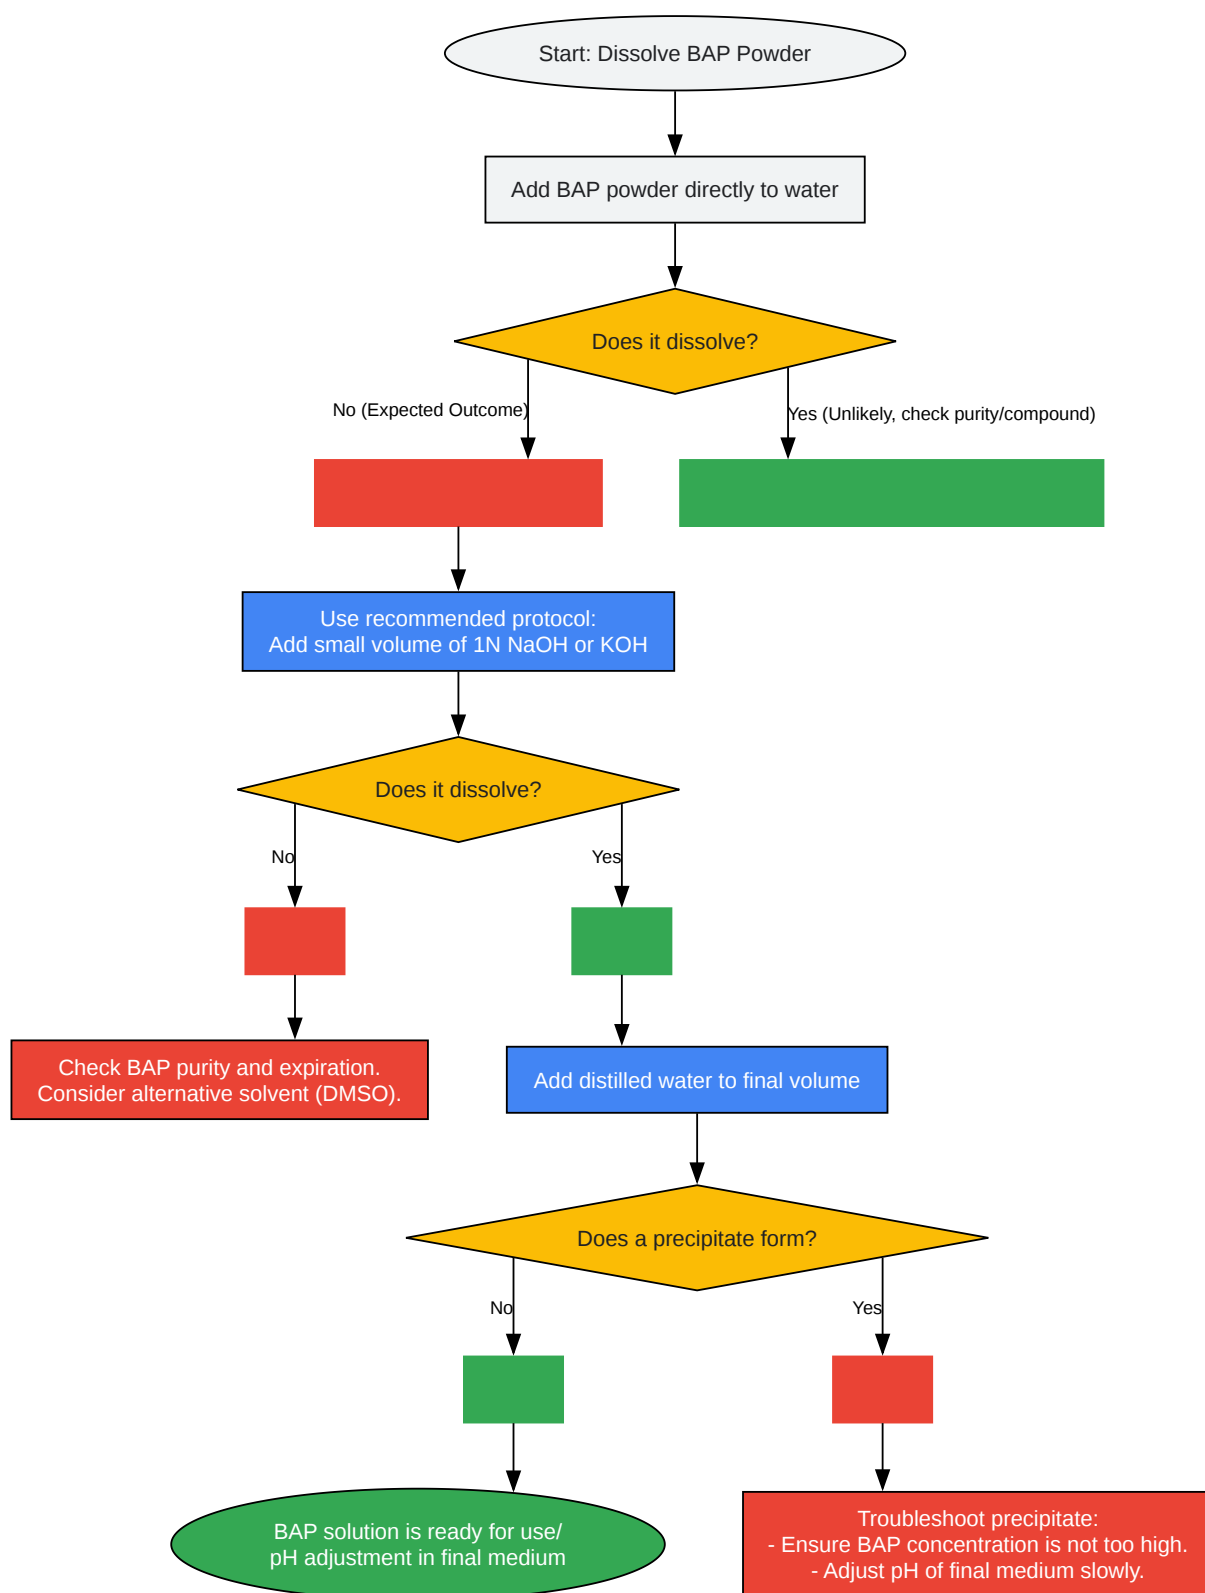 Start: Dissolve BAP Powder
Add BAP powder directly to water
Does it dissolve?
No (Expected Outcome)
Yes (Unlikely, check purity/compound)
Use recommended protocol:
Add small volume of 1N NaOH or KOH
Does it dissolve?
No
Yes
Check BAP purity and expiration.
Consider alternative solvent (DMSO).
Add distilled water to final volume
Does a precipitate form?
No
Yes
BAP solution is ready for use/
pH adjustment in final medium
Troubleshoot precipitate:
- Ensure BAP concentration is not too high.
- Adjust pH of final medium slowly.